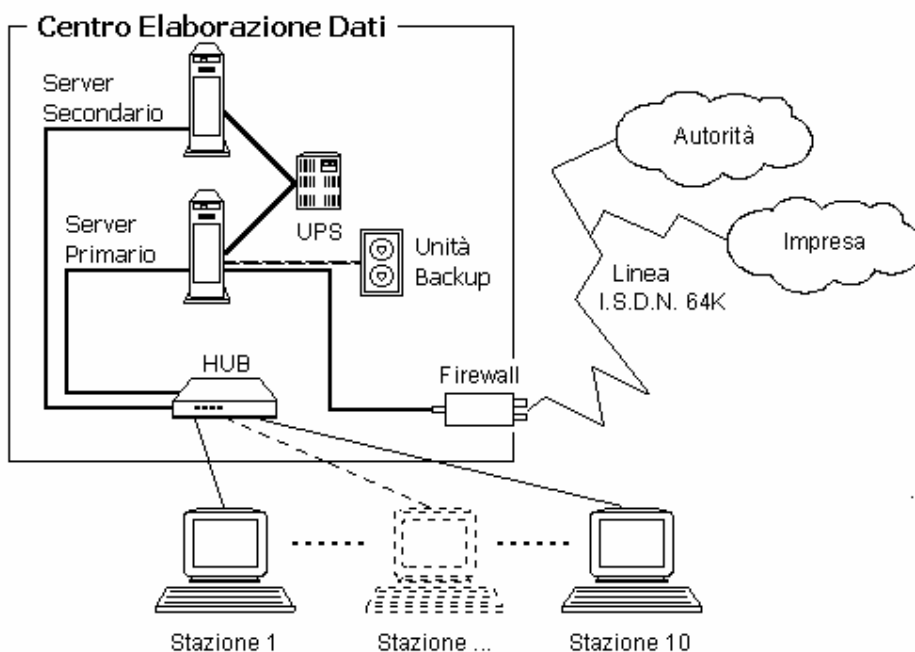 Centro Elaborazione Dati
Server
Secondario
UPS
Server
Primario
Unità
Backup
HUB
Firewall
Autorità
Impresa
Linea
I.S.D.N. 64K
Stazione 1
Stazione ...
Stazione 10